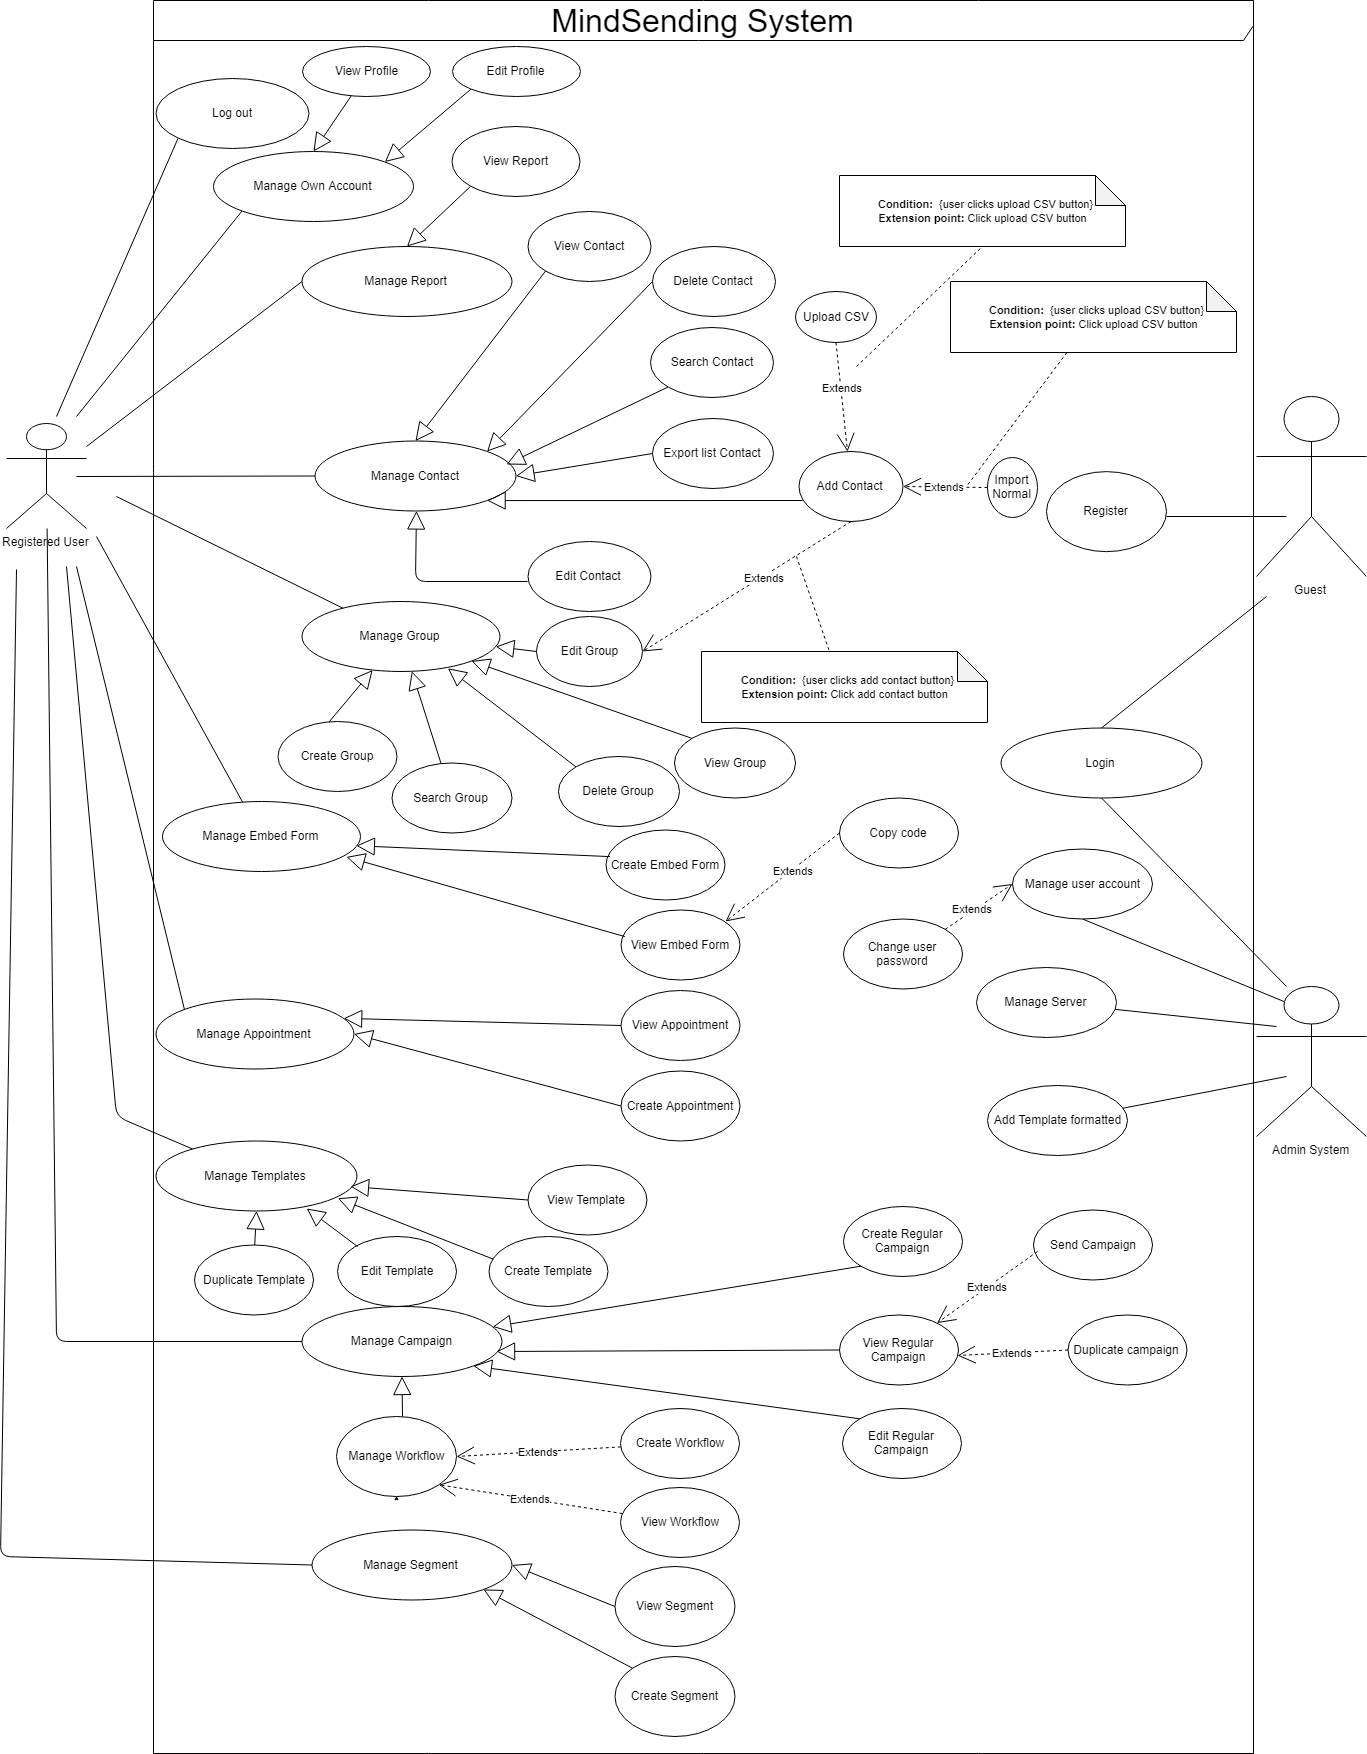 MindSending System
View Profile
Edit Profile
Log out
View Report
Manage Own Account
Condition: {user clicks upload CSV button}
Extension point: Click upload CSV button
View Contact
Manage Report
Delete Contact
Upload CSV
Condition: {user clicks upload CSV button}
Extension point: Click upload CSV button
Search Contact
Extends
Export list Contact
Manage Contact
Add Contact
Extends
Import
Normal
Register
Registered User
Edit Contact
Extends
Guest
Manage Group
Edit Group
Condition: {user clicks add contact button}
Extension point: Click add contact button
Create Group
View Group
Login
Search Group
Delete Group
Manage Embed Form
Copy code
Create Embed Form
Extends
Manage user account
Extends
View Embed Form
Change user
password
Manage Server
Manage Appointment
View Appointment
Create Appointment
Add Template formatted
Admin System
Manage Templates
View Template
Create Regular
Campaign
Send Campaign
Duplicate Template
Edit Template
Create Template
Extends
Manage Campaign
View Regular
Campaign
Extends
Duplicate campaign
Edit Regular
Campaign
Manage Workflow
Extends
Create Workflow
Extends
View Workflow
Manage Segment
View Segment
Create Segment